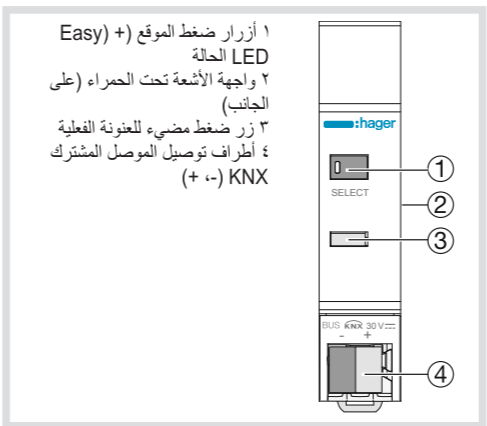 ١ أزرار ضغط الموقع (Easy (+
LED الحالة
٢ واجهة الأشعة تحت الحمراء (على
الجانب)
٣ زر ضغط مضيء للعنونة الفعلية
٤ أطراف توصيل الموصل المشترك
KNX (-، +)
:hager
1
SELECT
2
3
BUS KNX 30 V
- +
4